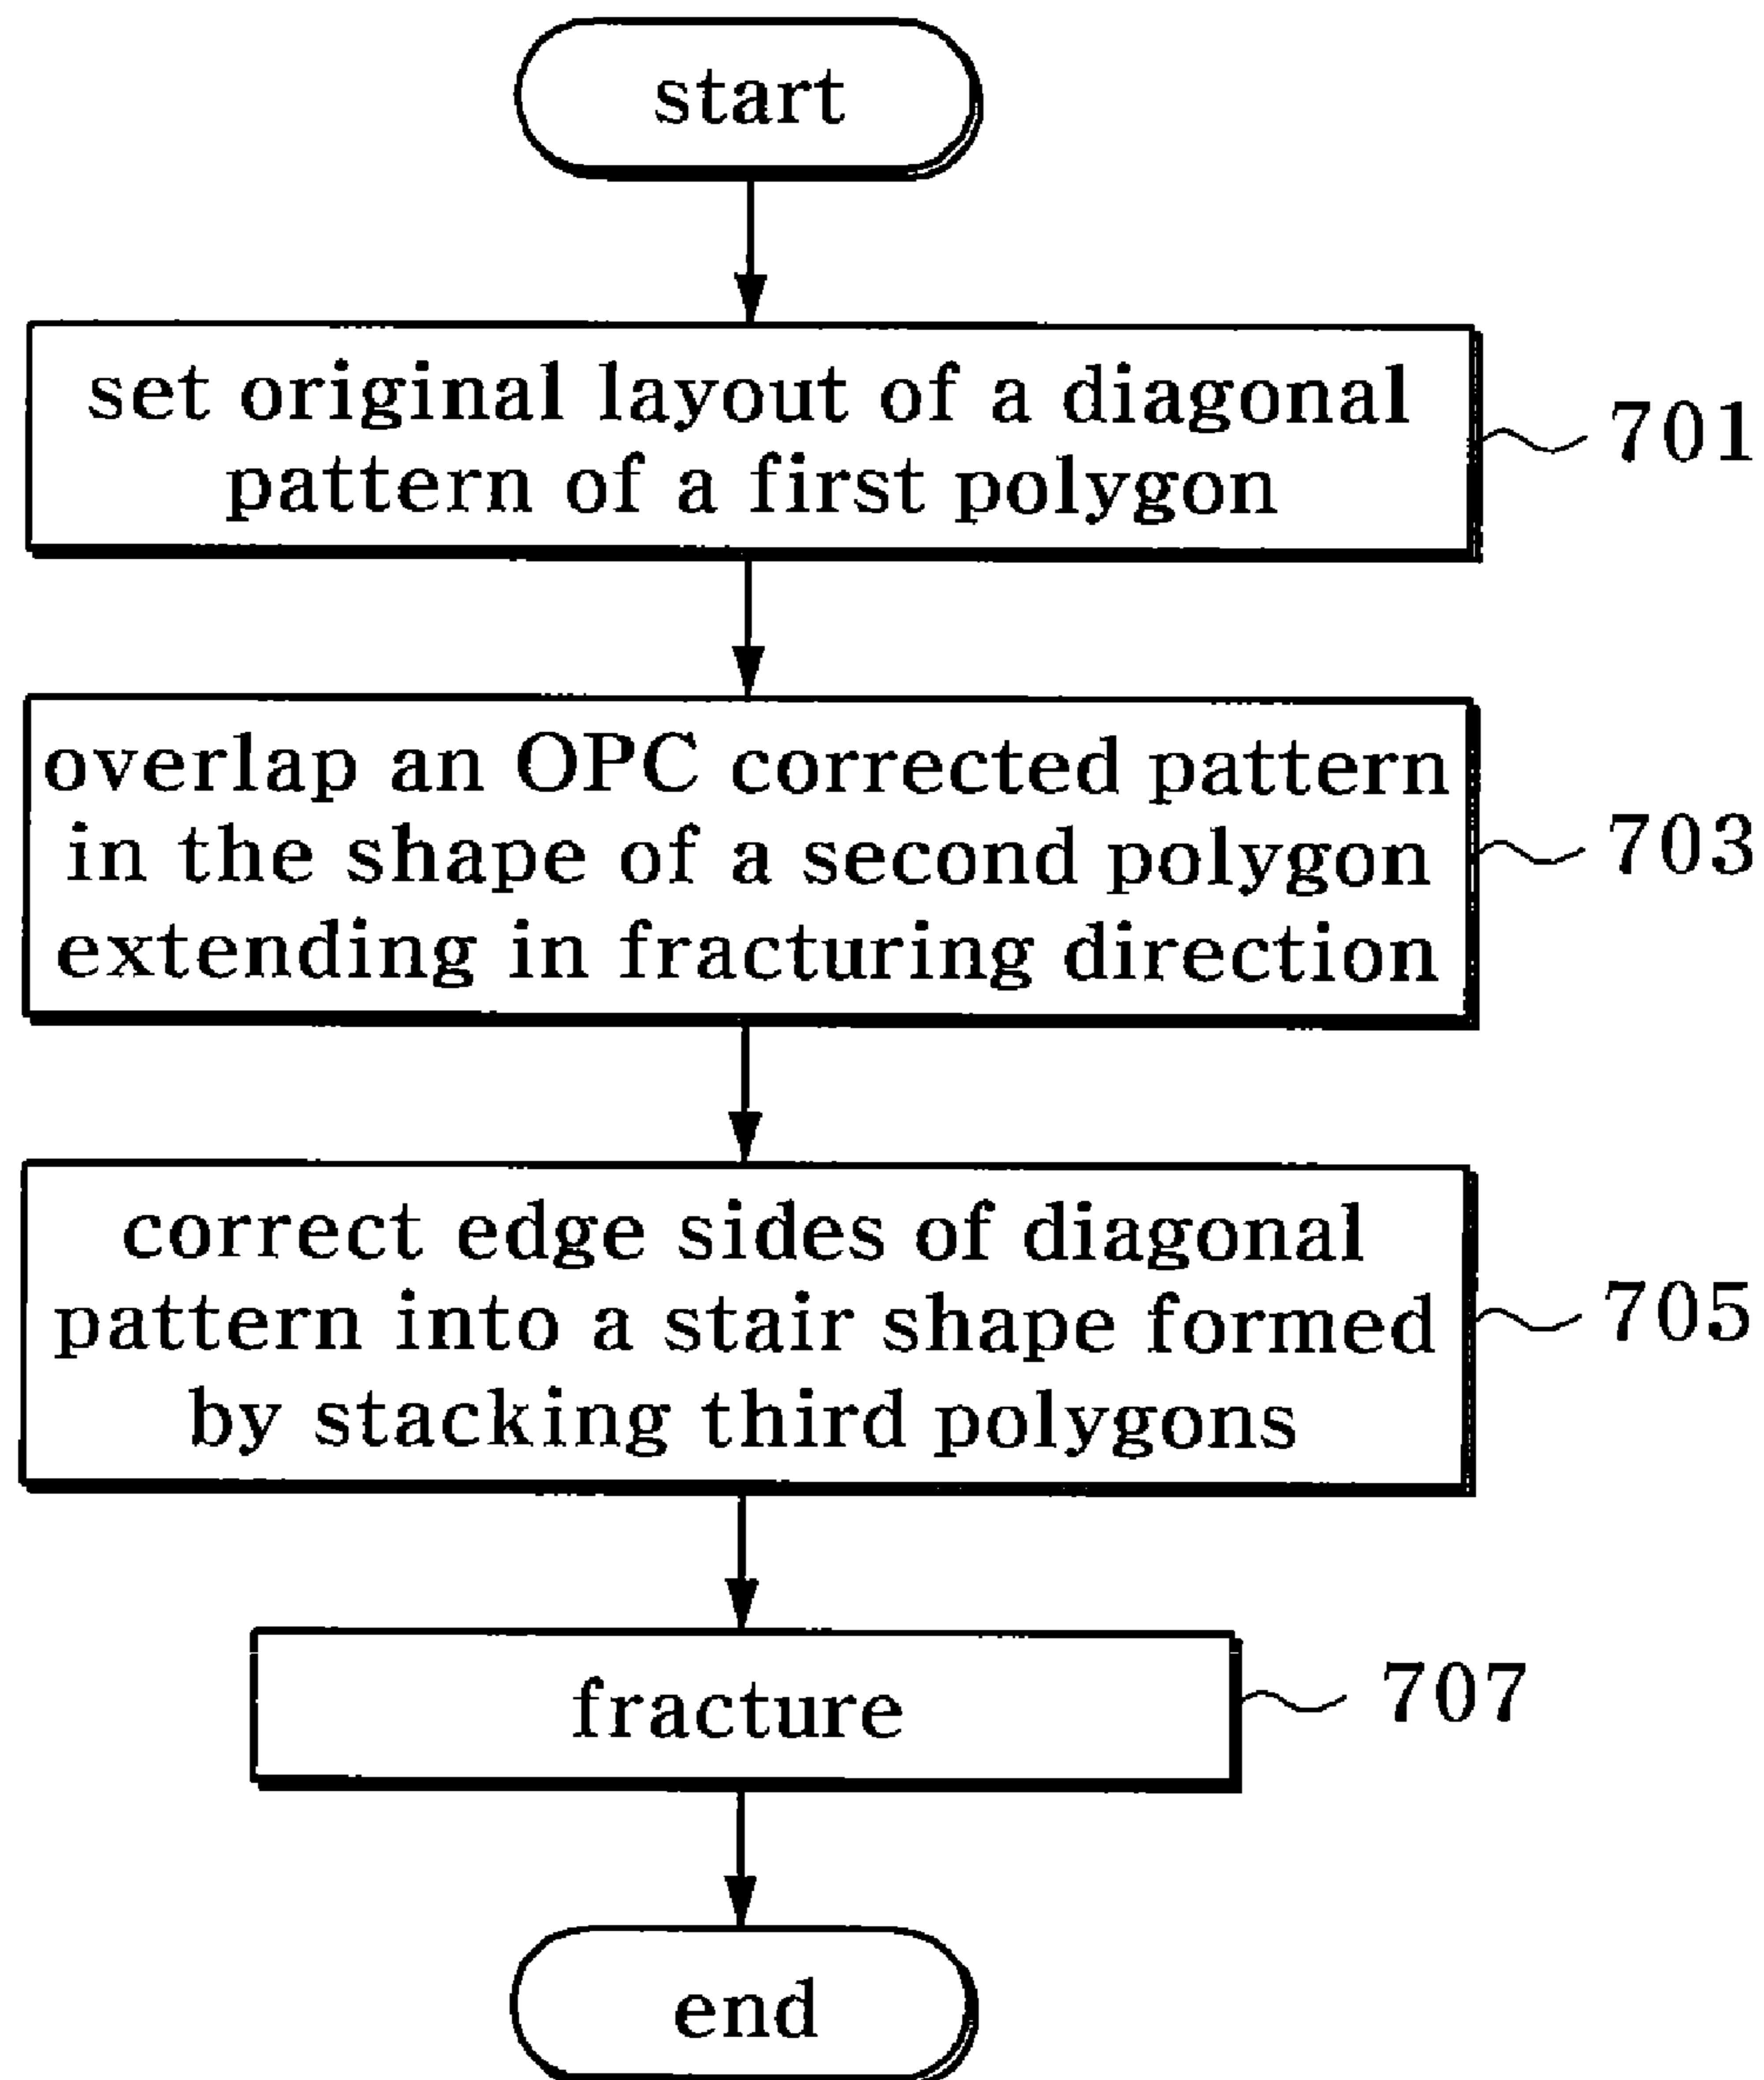 start
set original layout of a diagonal
pattern of a first polygon
701
overlap an OPC corrected pattern
in the shape of a second polygon
extending in fracturing direction
703
correct edge sides of diagonal
pattern into a stair shape formed
by stacking third polygons
705
fracture
707
end